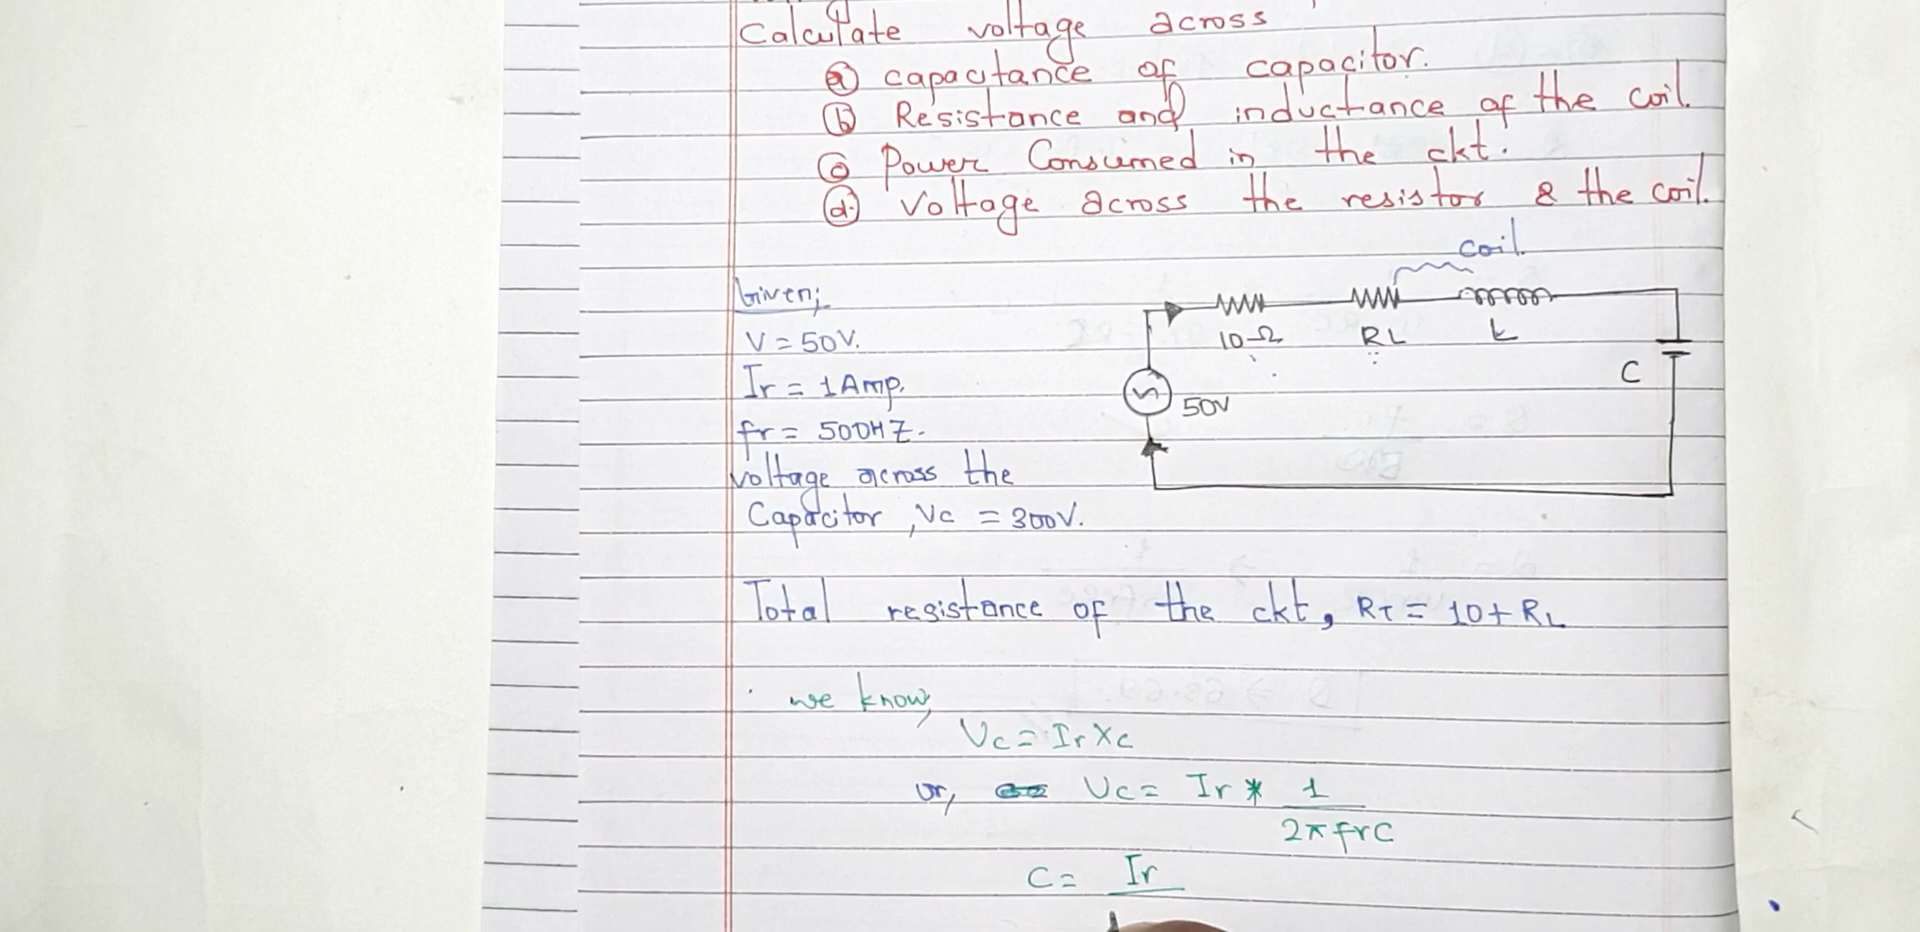 Calculate voltage across
(a) capacitance of capacitor.
(b) Resistance and inductance of the coil.
(c) Power Consumed in the ckt.
(d) Voltage across the resistor & the coil.
coil.
Given;
10Ω
RL
L
V = 50V.
C
Ir = 1 Amp.
50V
fr = 500HZ.
voltage across the
Capacitor, Vc = 300V.
Total resistance of the ckt, RT = 10 + RL
we know,
Vc = Ir Xc
or, Vc = Ir * 1
2π fr C
C = Ir